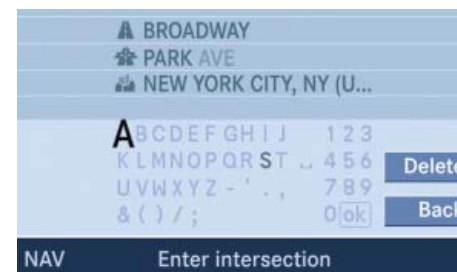 BROADWAY
PARK AVE
NEW YORK CITY, NY (U...
ABCDEFGHIJ 123
KLMNOPQRST ␣ 456 Delete
UVWXYZ-'., 789 Back
&()/; 0 ok
NAV Enter intersection